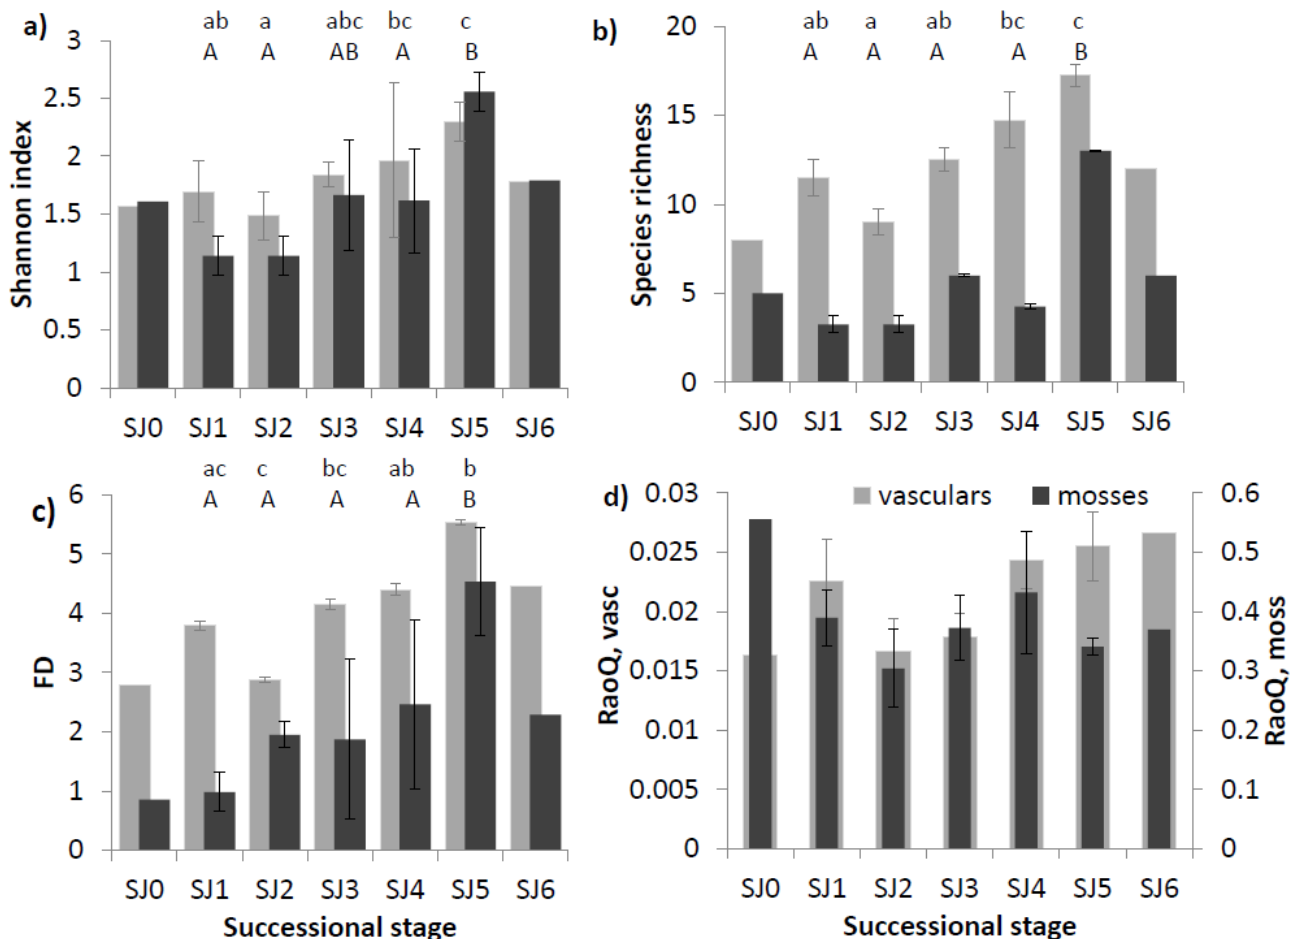 a)
ab a abc bc c
A A AB A B
Shannon index
3
2.5
2
1.5
1
0.5
0
SJ0 SJ1 SJ2 SJ3 SJ4 SJ5 SJ6
b)
ab a ab bc c
A A A A B
Species richness
20
15
10
5
0
SJ0 SJ1 SJ2 SJ3 SJ4 SJ5 SJ6
c)
ac c bc ab b
A A A A B
FD
6
5
4
3
2
1
0
SJ0 SJ1 SJ2 SJ3 SJ4 SJ5 SJ6
Successional stage
d)
vasculars mosses
RaoQ, vasc
0.03
0.025
0.02
0.015
0.01
0.005
0
0.6
0.5
0.4
0.3
0.2
0.1
0
RaoQ, moss
SJ0 SJ1 SJ2 SJ3 SJ4 SJ5 SJ6
Successional stage